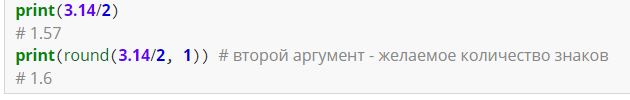 print(3.14/2)
# 1.57
print(round(3.14/2, 1)) # второй аргумент - желаемое количество знаков
# 1.6